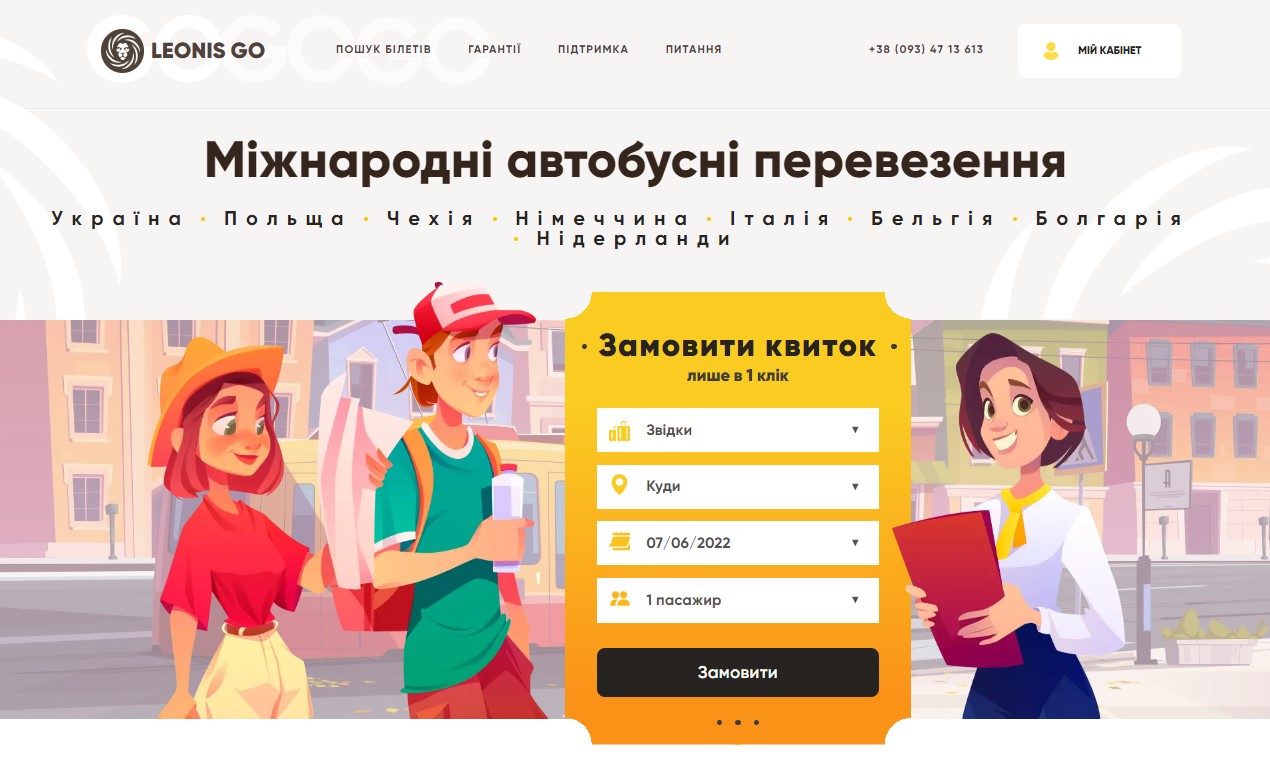 LEONIS GO
ПОШУК БІЛЕТІВ ГАРАНТІЇ ПІДТРИМКА ПИТАННЯ
+38 (093) 47 13 613
МІЙ КАБІНЕТ
Міжнародні автобусні перевезення
Україна • Польща • Чехія • Німеччина • Італія • Бельгія • Болгарія
• Нідерланди
• Замовити квиток •
лише в 1 клік
Звідки
Куди
07/06/2022
1 пасажир
Замовити